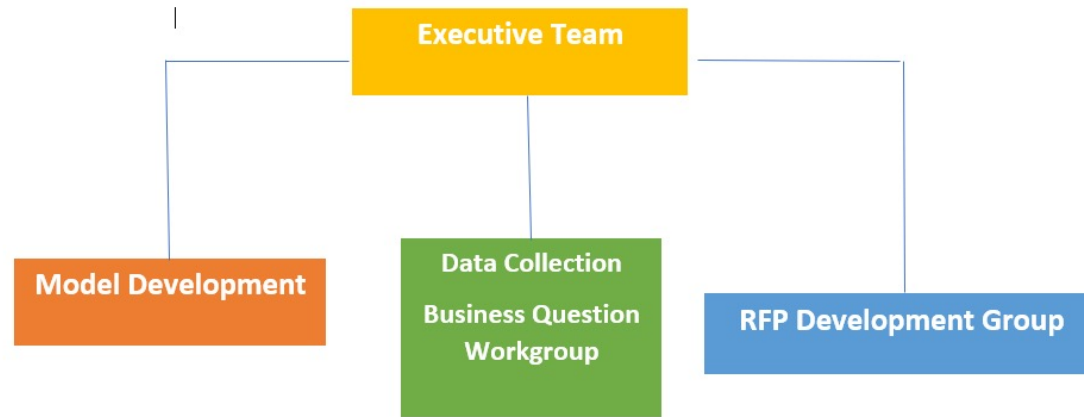 Executive Team
Model Development
Data Collection
Business Question
Workgroup
RFP Development Group